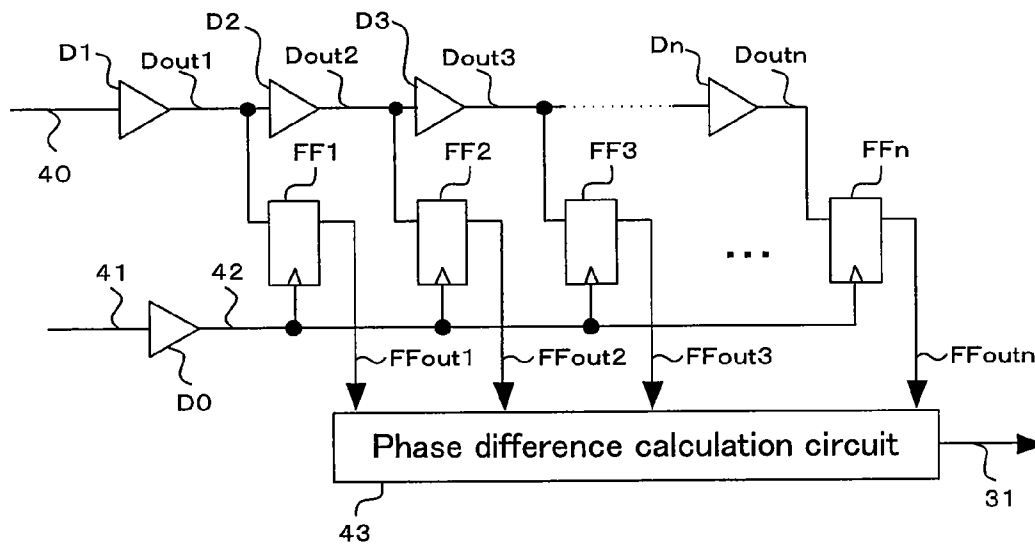 D1
Dout1
D2
Dout2
D3
Dout3
Dn
Doutn
40
FF1
FF2
FF3
FFn
...
41
42
D0
FFout1
FFout2
FFout3
FFoutn
Phase difference calculation circuit
43
31